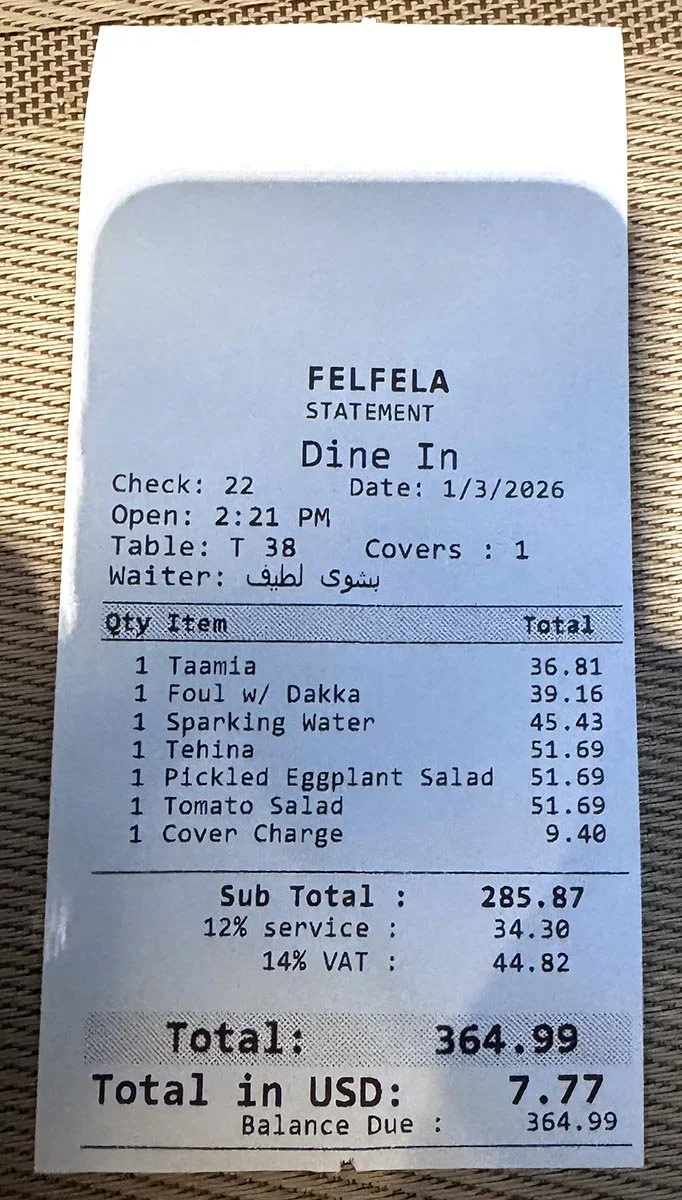 FELFELA
STATEMENT
Dine In
Check: 22 Date: 1/3/2026
Open: 2:21 PM
Table: T 38 Covers : 1
Waiter: بشوى لطيف
Qty Item Total
1 Taamia 36.81
1 Foul w/ Dakka 39.16
1 Sparking Water 45.43
1 Tehina 51.69
1 Pickled Eggplant Salad 51.69
1 Tomato Salad 51.69
1 Cover Charge 9.40
Sub Total : 285.87
12% service : 34.30
14% VAT : 44.82
Total: 364.99
Total in USD: 7.77
Balance Due : 364.99